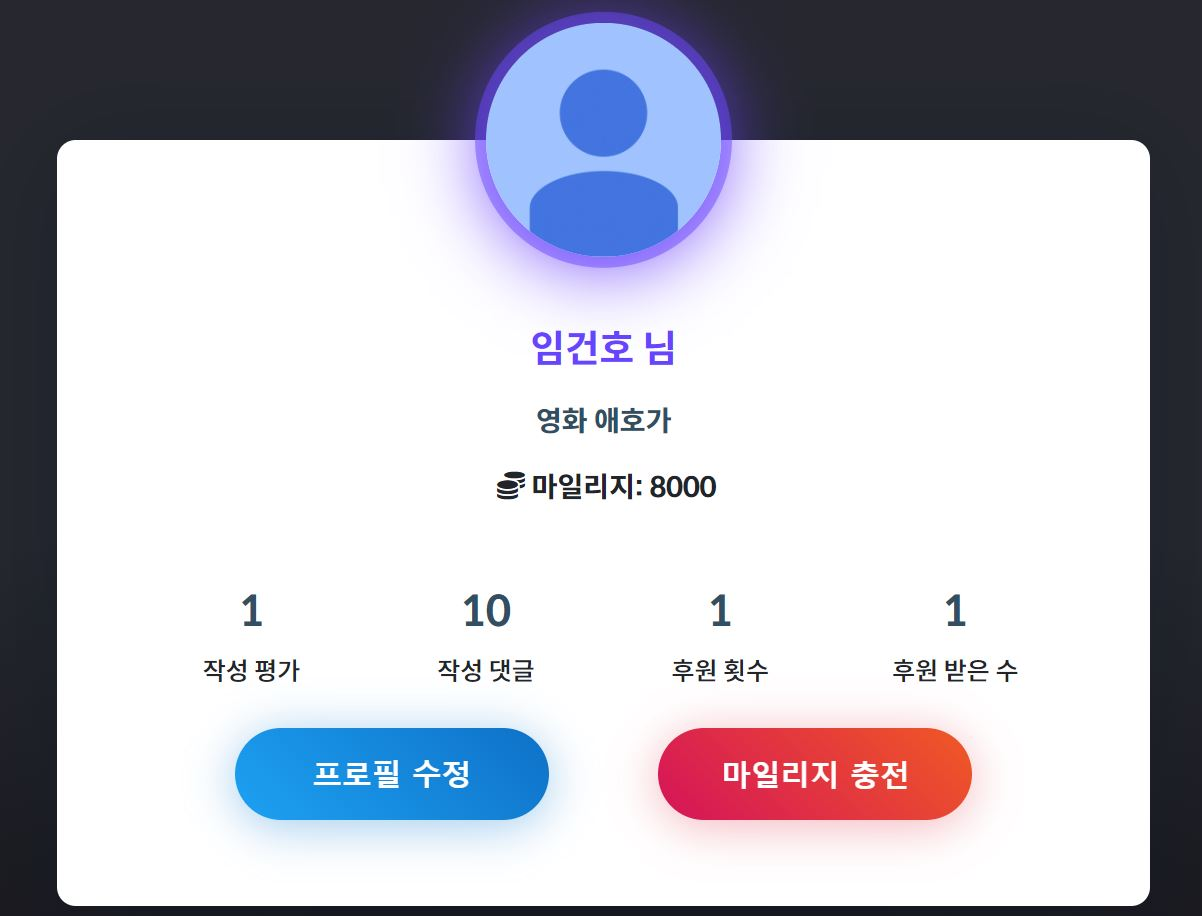 임건호 님
영화 애호가
마일리지: 8000
1 10 1 1
작성 평가 작성 댓글 후원 횟수 후원 받은 수
프로필 수정 마일리지 충전